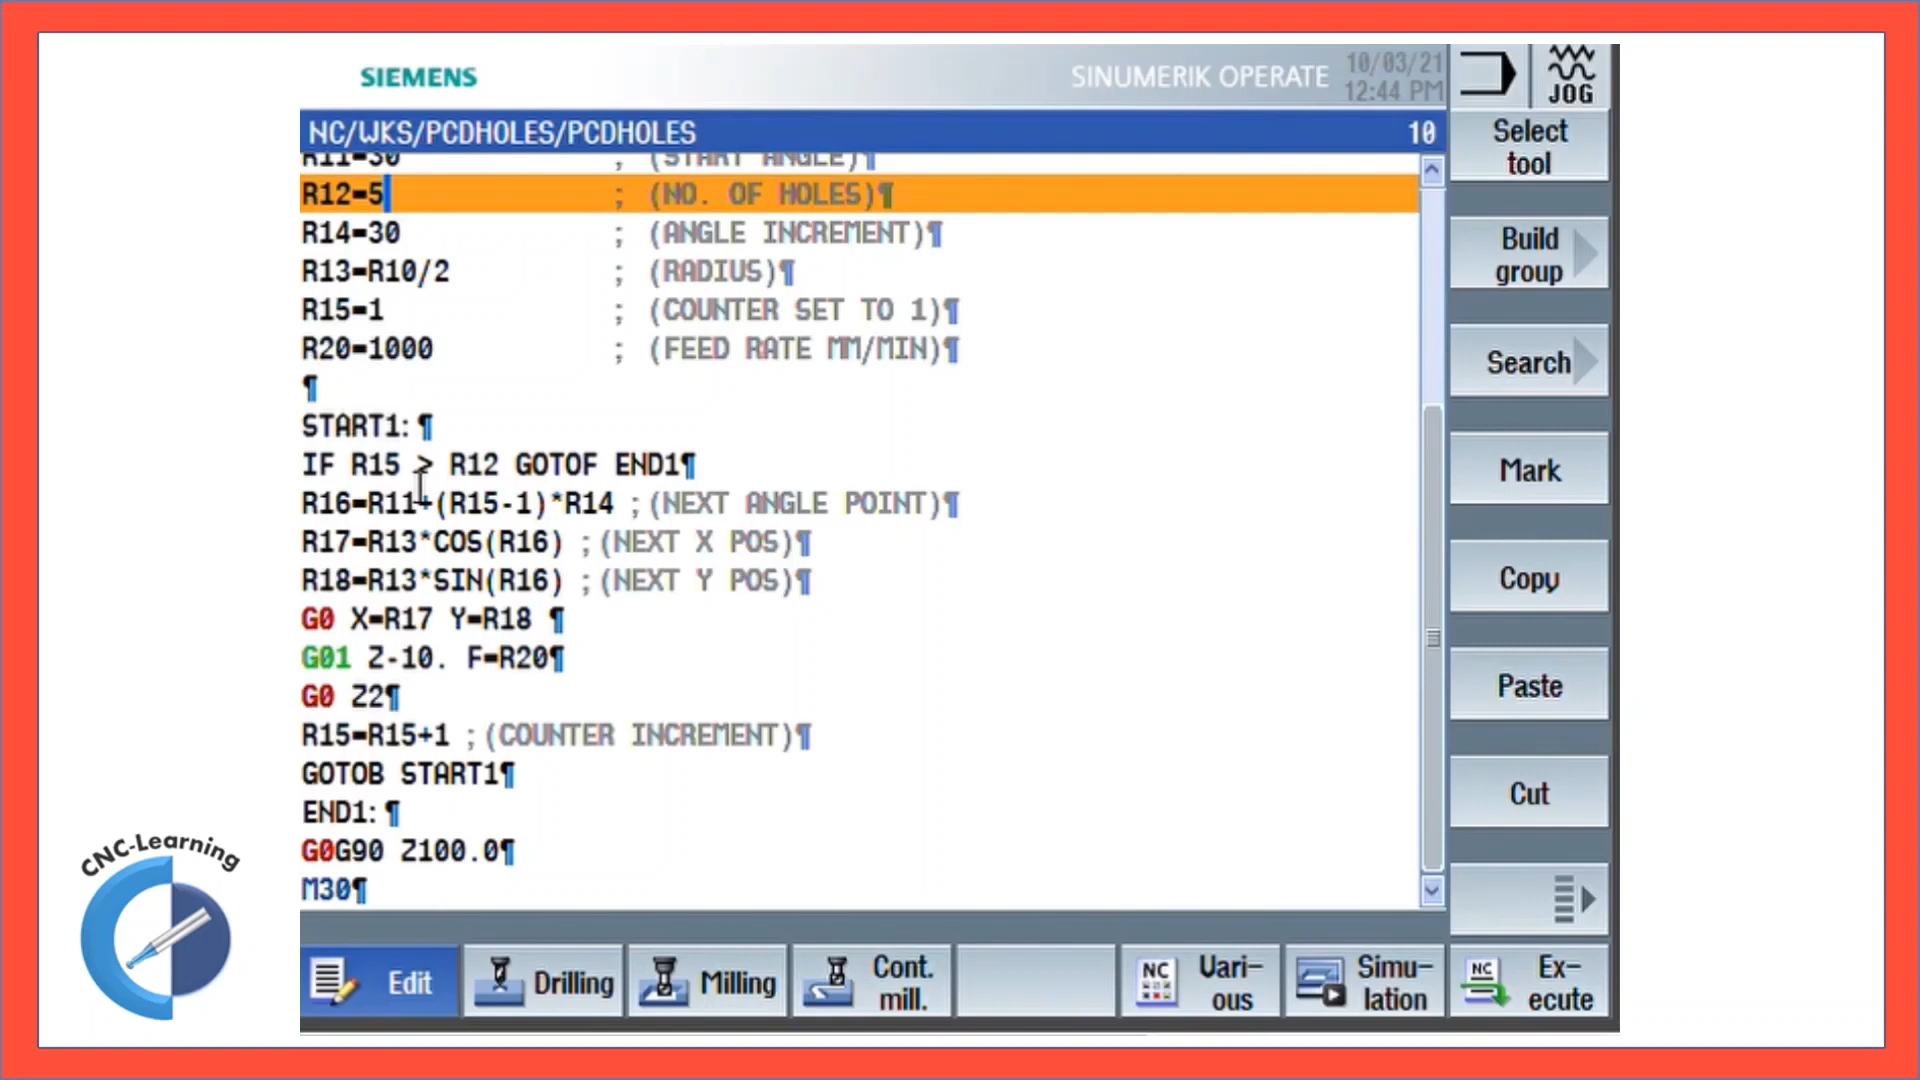 SIEMENS
SINUMERIK OPERATE
10/03/21
12:44 PM
JOG
NC/WKS/PCDHOLES/PCDHOLES 10
R11=30 ; (START ANGLE)¶
R12=5 ; (NO. OF HOLES)¶
R14=30 ; (ANGLE INCREMENT)¶
R13=R10/2 ; (RADIUS)¶
R15=1 ; (COUNTER SET TO 1)¶
R20=1000 ; (FEED RATE MM/MIN)¶
¶
START1:¶
IF R15 > R12 GOTOF END1¶
R16=R11+(R15-1)*R14 ;(NEXT ANGLE POINT)¶
R17=R13*COS(R16) ;(NEXT X POS)¶
R18=R13*SIN(R16) ;(NEXT Y POS)¶
G0 X=R17 Y=R18 ¶
G01 Z-10. F=R20¶
G0 Z2¶
R15=R15+1 ;(COUNTER INCREMENT)¶
GOTOB START1¶
END1:¶
G0G90 Z100.0¶
M30¶
Select
tool
Build
group
Search
Mark
Copy
Paste
Cut
Edit
Drilling
Milling
Cont.
mill.
NC
Vari-
ous
Simu-
lation
NC
Ex-
ecute
CNC-Learning